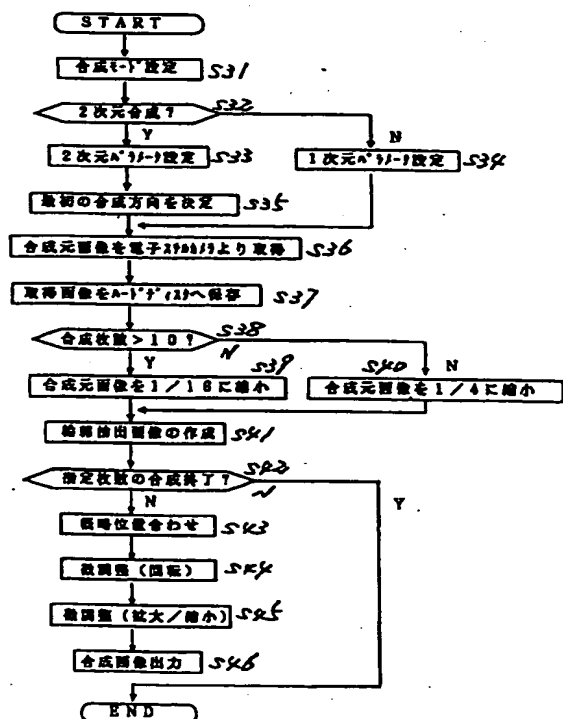 START
合成モード設定 S31
2次元合成? S32
Y
N
2次元パラメータ設定 S33
1次元パラメータ設定 S34
最初の合成方向を決定 S35
合成元画像を電子スチルカメラより取得 S36
取得画像をハードディスクへ保存 S37
合成枚数>10? S38
N
Y
S39
S40
N
合成元画像を1/16に縮小
合成元画像を1/4に縮小
輪郭抽出画像の作成 S41
指定枚数の合成終了? S42
N
N
Y
概略位置合わせ S43
微調整(回転) S44
微調整(拡大/縮小) S45
合成画像出力 S46
END